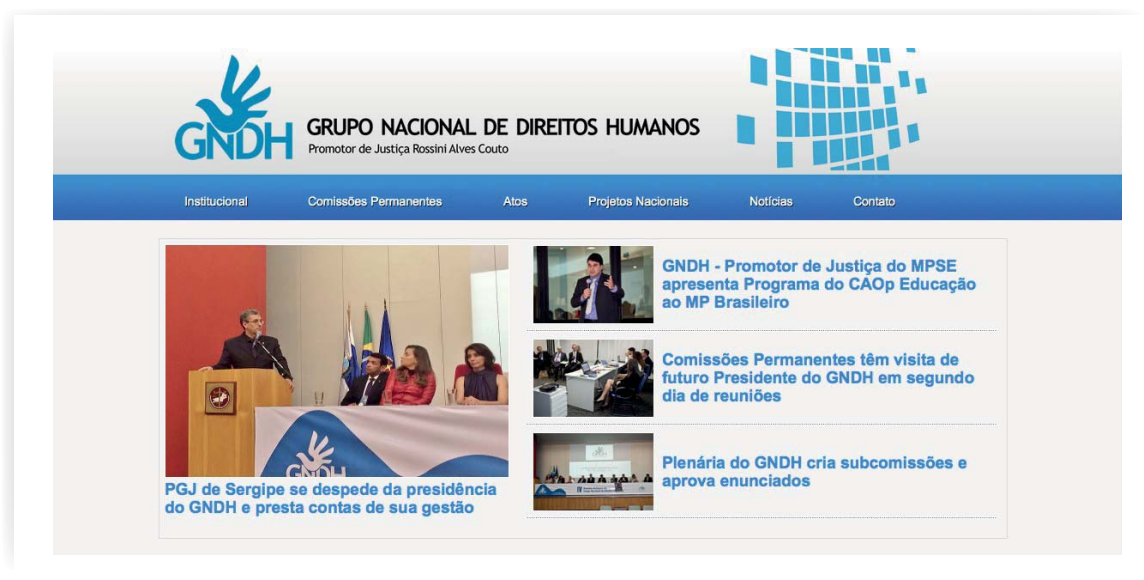 GNDH
GRUPO NACIONAL DE DIREITOS HUMANOS
Promotor de Justiça Rossini Alves Couto
Institucional
Comissões Permanentes
Atos
Projetos Nacionais
Notícias
Contato
GNDH
PGJ de Sergipe se despede da presidência
do GNDH e presta contas de sua gestão
GNDH - Promotor de Justiça do MPSE
apresenta Programa do CAOp Educação
ao MP Brasileiro
Comissões Permanentes têm visita de
futuro Presidente do GNDH em segundo
dia de reuniões
Plenária do GNDH cria subcomissões e
aprova enunciados